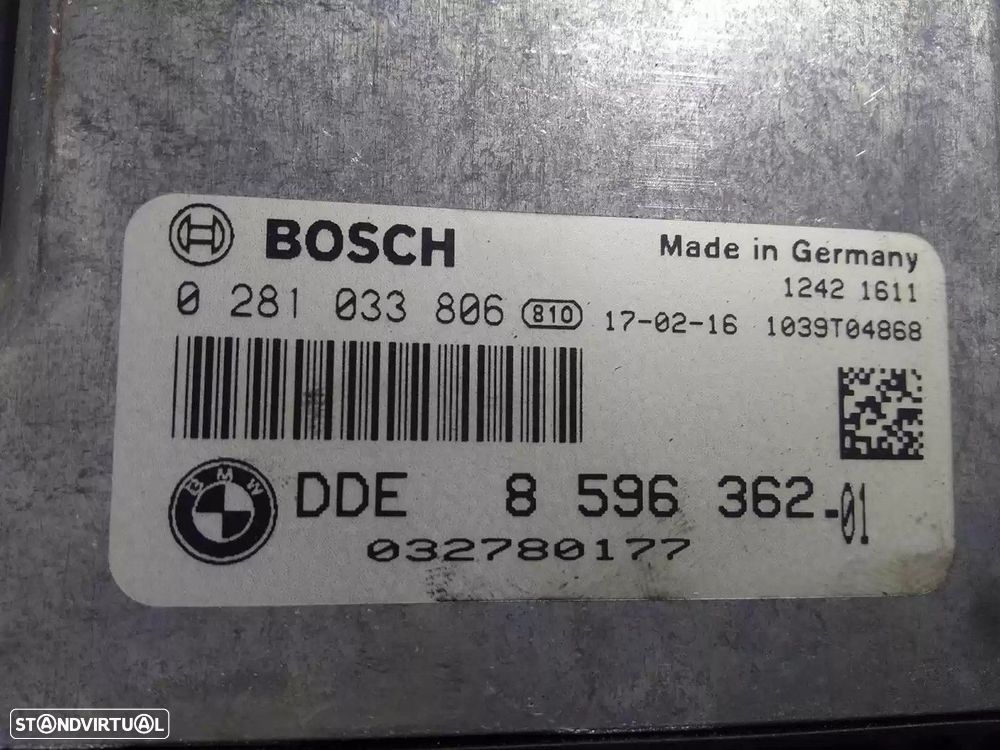 BOSCH
Made in Germany
1242 1611
0 281 033 806 810 17-02-16 1039T04868
BMW
DDE 8 596 362-01
032780177
STANDVIRTUAL